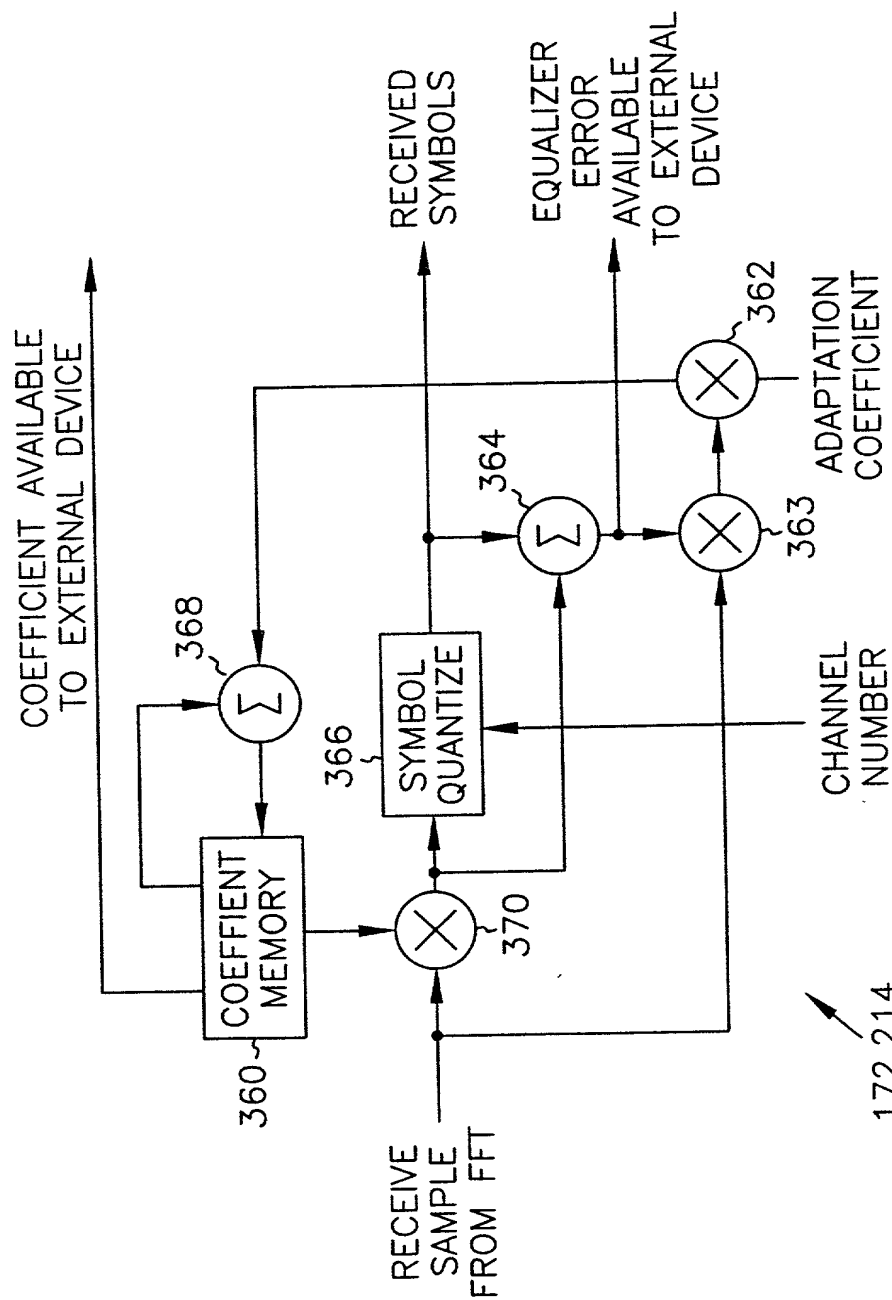 COEFFICIENT AVAILABLE
TO EXTERNAL DEVICE
360
COEFFIENT
MEMORY
368
RECEIVE
SAMPLE
FROM FFT
370
366
SYMBOL
QUANTIZE
364
RECEIVED
SYMBOLS
EQUALIZER
ERROR
AVAILABLE
TO EXTERNAL
DEVICE
363
362
CHANNEL
NUMBER
ADAPTATION
COEFFICIENT
172,214